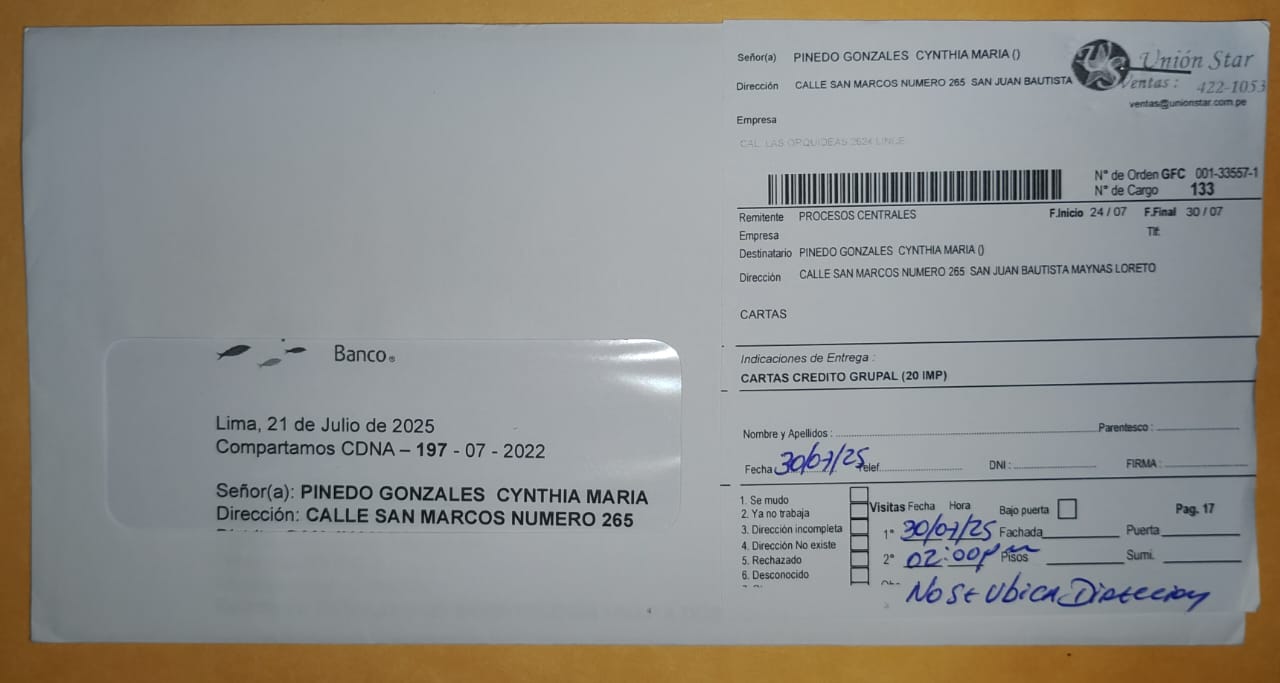 Banco®
Lima, 21 de Julio de 2025
Compartamos CDNA – 197 - 07 - 2022
Señor(a): PINEDO GONZALES CYNTHIA MARIA
Dirección: CALLE SAN MARCOS NUMERO 265
Señor(a) PINEDO GONZALES CYNTHIA MARIA ()
Dirección CALLE SAN MARCOS NUMERO 265 SAN JUAN BAUTISTA
Unión Star
Ventas : 422-1053
ventas@unionstar.com.pe
Empresa
CAL. LAS ORQUIDEAS 2624 LINCE
N° de Orden GFC 001-33557-1
N° de Cargo 133
Remitente PROCESOS CENTRALES F.Inicio 24 / 07 F.Final 30 / 07
Empresa Tlf:
Destinatario PINEDO GONZALES CYNTHIA MARIA ()
Dirección CALLE SAN MARCOS NUMERO 265 SAN JUAN BAUTISTA MAYNAS LORETO
CARTAS
Indicaciones de Entrega :
CARTAS CREDITO GRUPAL (20 IMP)
Nombre y Apellidos : Parentesco :
Fecha 30/07/25 Telef. DNI : FIRMA :
1. Se mudo
2. Ya no trabaja
3. Dirección incompleta
4. Dirección No existe
5. Rechazado
6. Desconocido
Visitas Fecha Hora Bajo puerta Pag. 17
1° 30/07/25 Fachada Puerta
2° 02:00pm Pisos Sumi.
No se ubica Direccion